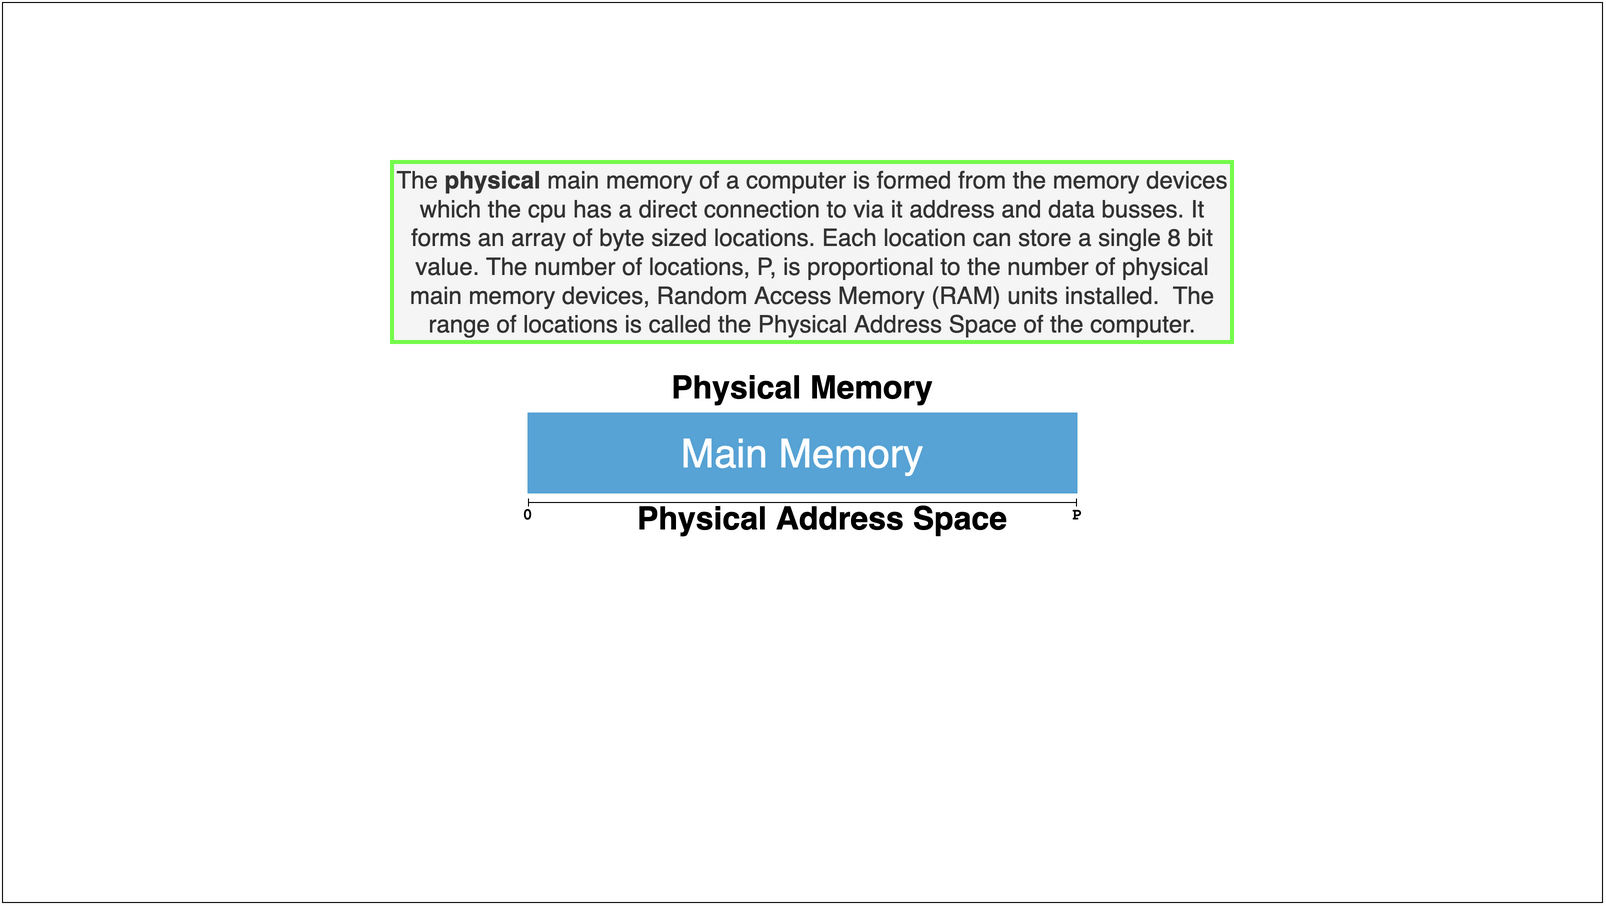 The physical main memory of a computer is formed from the memory devices
which the cpu has a direct connection to via it address and data busses. It
forms an array of byte sized locations. Each location can store a single 8 bit
value. The number of locations, P, is proportional to the number of physical
main memory devices, Random Access Memory (RAM) units installed.  The
range of locations is called the Physical Address Space of the computer.
Physical Memory
Main Memory
0
Physical Address Space
P